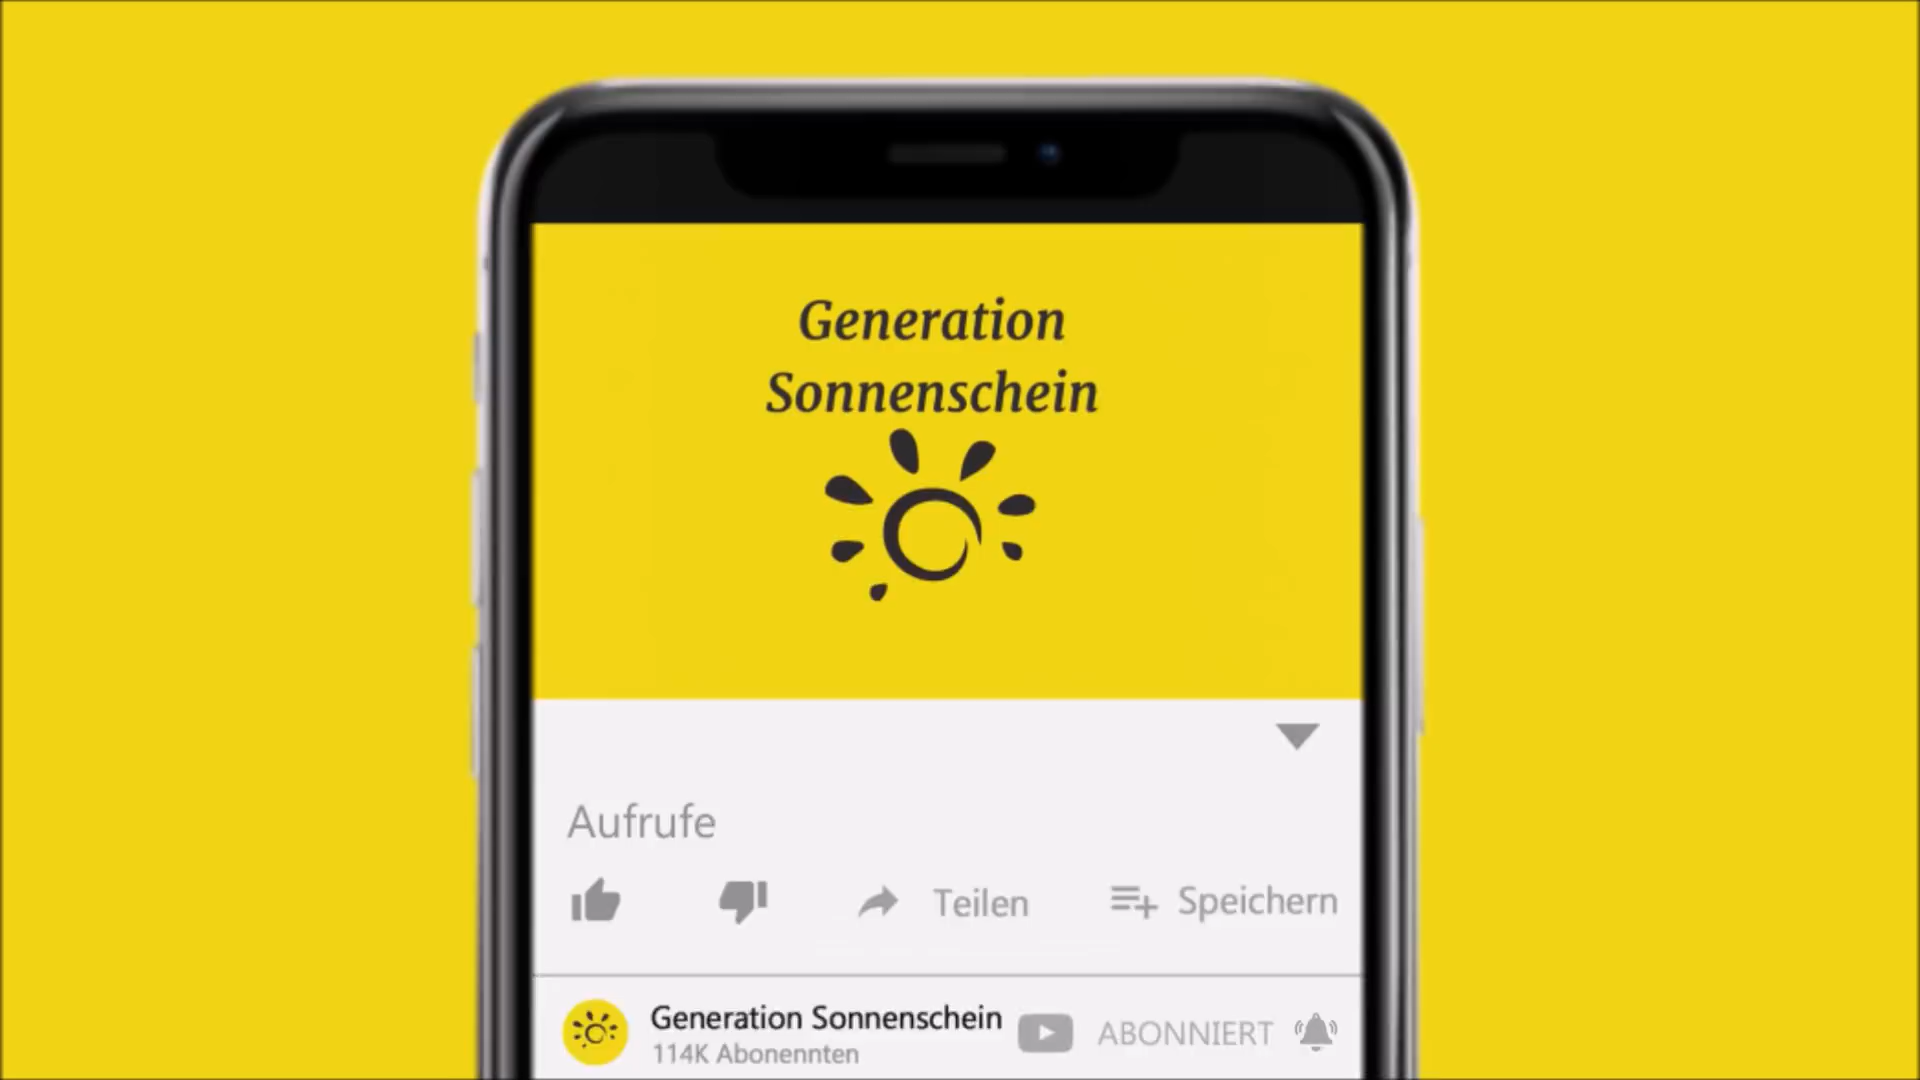 Generation
Sonnenschein
Aufrufe
Teilen
Speichern
Generation Sonnenschein
ABONNIERT
114K Abonennten